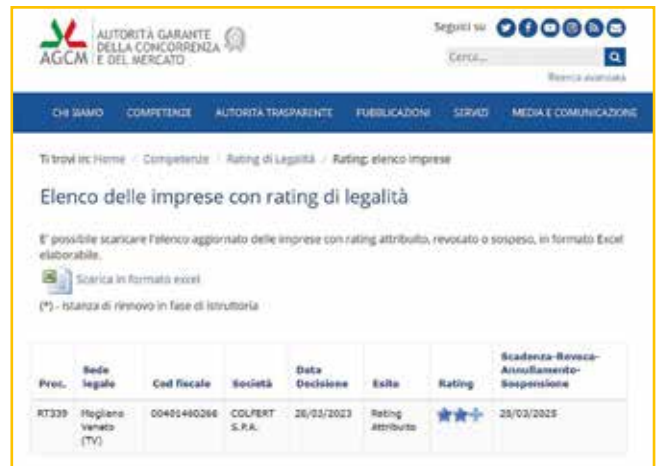 AGCM
AUTORITÀ GARANTE
DELLA CONCORRENZA
E DEL MERCATO
Seguici su
Cerca...
Ricerca avanzata
CHI SIAMO COMPETENZE AUTORITÀ TRASPARENTE PUBBLICAZIONI SERVIZI MEDIA E COMUNICAZIONE
Ti trovi in: Home / Competenze / Rating di Legalità / Rating: elenco imprese
Elenco delle imprese con rating di legalità
E' possibile scaricare l'elenco aggiornato delle imprese con rating attribuito, revocato o sospeso, in formato Excel
elaborabile.
Scarica in formato excel
(*) - Istanza di rinnovo in fase di istruttoria
Proc. Sede legale Cod fiscale Società Data Decisione Esito Rating Scadenza-Revoca-Annullamento-Sospensione
RT339 Mogliano Veneto (TV) 00401460266 COLFERT S.P.A. 28/03/2023 Rating Attribuito 28/03/2025